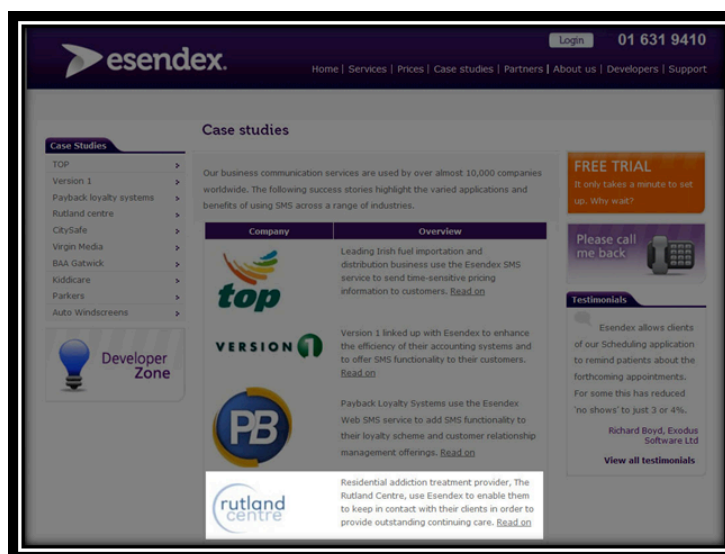 Login 01 631 9410
esendex.
Home | Services | Prices | Case studies | Partners | About us | Developers | Support
Case studies
Case Studies
TOP
Version 1
Payback loyalty systems
Rutland centre
CitySafe
Virgin Media
BAA Gatwick
Kiddicare
Parkers
Auto Windscreens
Developer
Zone
Our business communication services are used by over almost 10,000 companies
worldwide. The following success stories highlight the varied applications and
benefits of using SMS across a range of industries.
Company Overview
top
Leading Irish fuel importation and
distribution business use the Esendex SMS
service to send time-sensitive pricing
information to customers. Read on
VERSION 1
Version 1 linked up with Esendex to enhance
the efficiency of their accounting systems and
to offer SMS functionality to their customers.
Read on
PB
Payback Loyalty Systems use the Esendex
Web SMS service to add SMS functionality to
their loyalty scheme and customer relationship
management offerings. Read on
rutland
centre
Residential addiction treatment provider, The
Rutland Centre, use Esendex to enable them
to keep in contact with their clients in order to
provide outstanding continuing care. Read on
FREE TRIAL
It only takes a minute to set
up. Why wait?
Please call
me back
Testimonials
Esendex allows clients
of our Scheduling application
to remind patients about the
forthcoming appointments.
For some this has reduced
'no shows' to just 3 or 4%.
Richard Boyd, Exodus
Software Ltd
View all testimonials